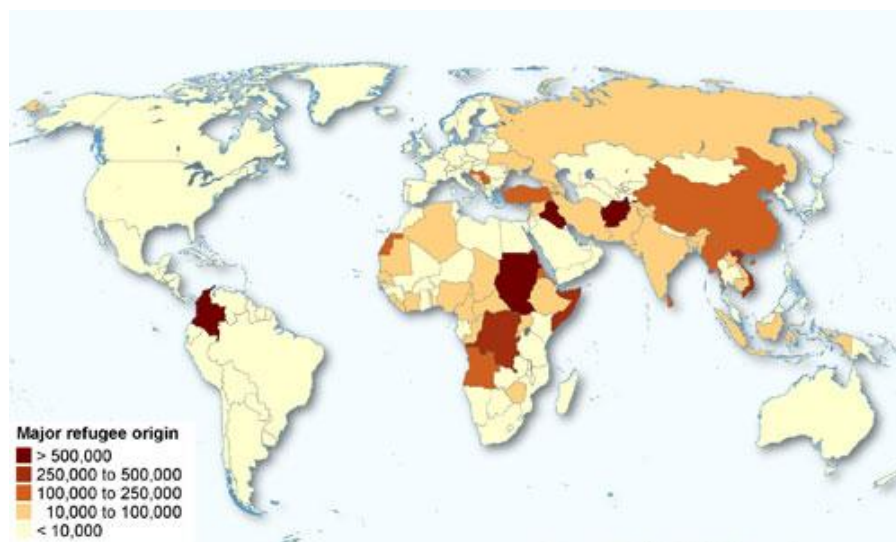 Major refugee origin
> 500,000
250,000 to 500,000
100,000 to 250,000
10,000 to 100,000
< 10,000